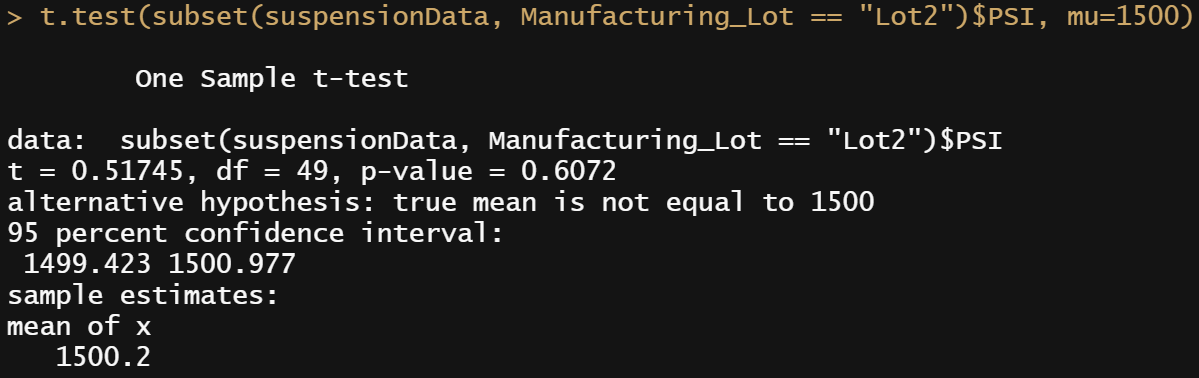 > t.test(subset(suspensionData, Manufacturing_Lot == "Lot2")$PSI, mu=1500)
One Sample t-test
data:  subset(suspensionData, Manufacturing_Lot == "Lot2")$PSI
t = 0.51745, df = 49, p-value = 0.6072
alternative hypothesis: true mean is not equal to 1500
95 percent confidence interval:
1499.423 1500.977
sample estimates:
mean of x
1500.2